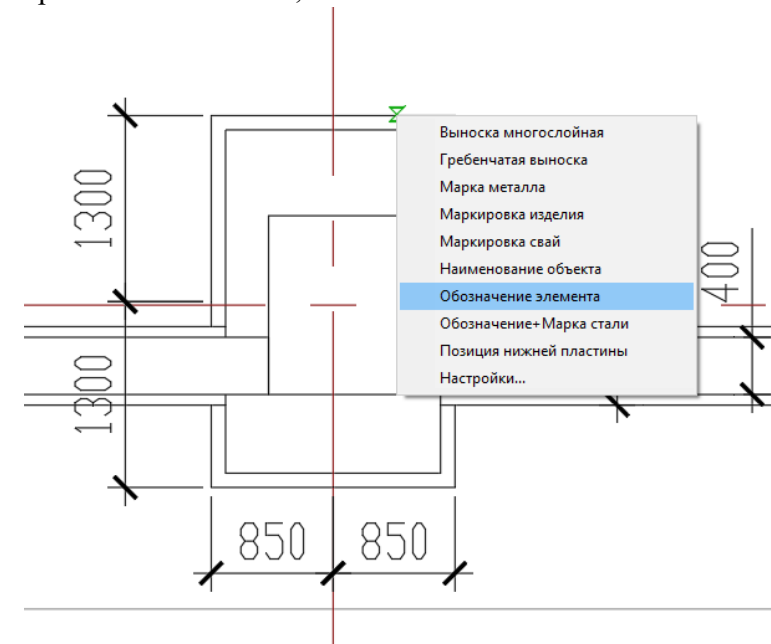 1300
Выноска многослойная
Гребенчатая выноска
Марка металла
Маркировка изделия
Маркировка свай
Наименование объекта
Обозначение элемента
Обозначение+Марка стали
Позиция нижней пластины
Настройки...
400
1300
850 850